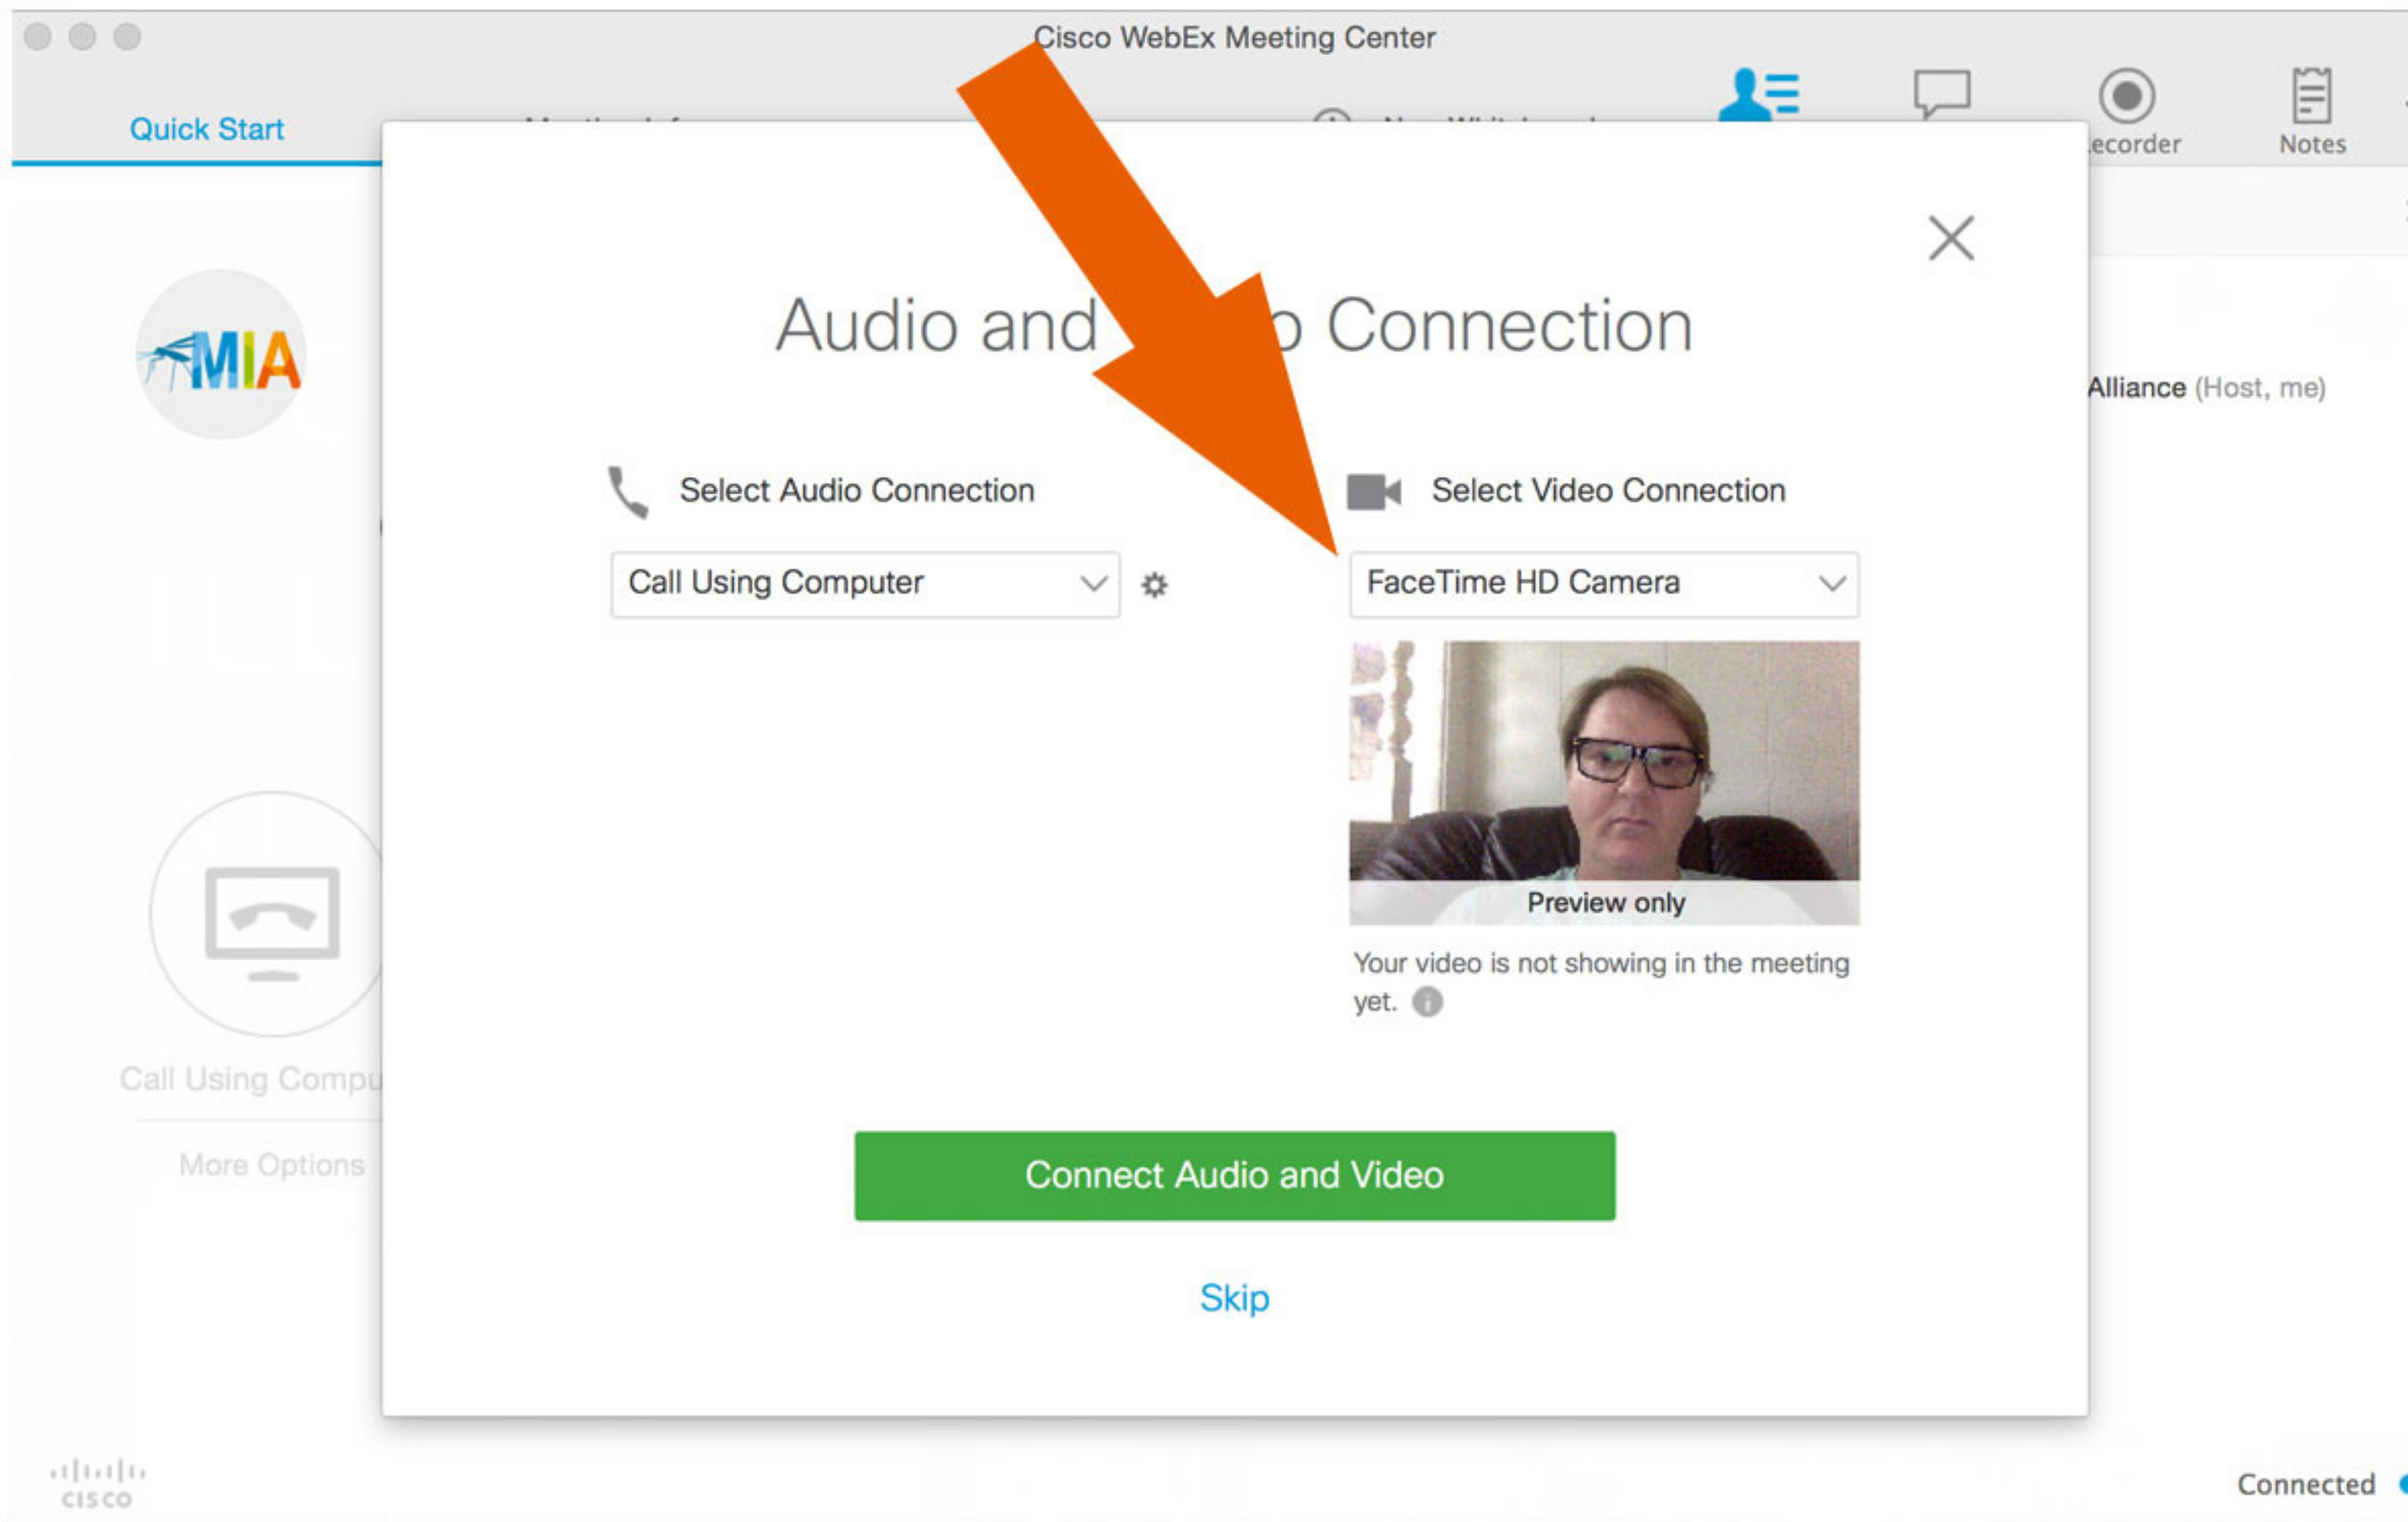 Cisco WebEx Meeting Center
Quick Start
ecorder
Notes
MIA
Audio and
o Connection
Alliance (Host, me)
Select Audio Connection
Select Video Connection
Call Using Computer
FaceTime HD Camera
Preview only
Your video is not showing in the meeting
yet.
Call Using Compu
More Options
Connect Audio and Video
Skip
CISCO
Connected